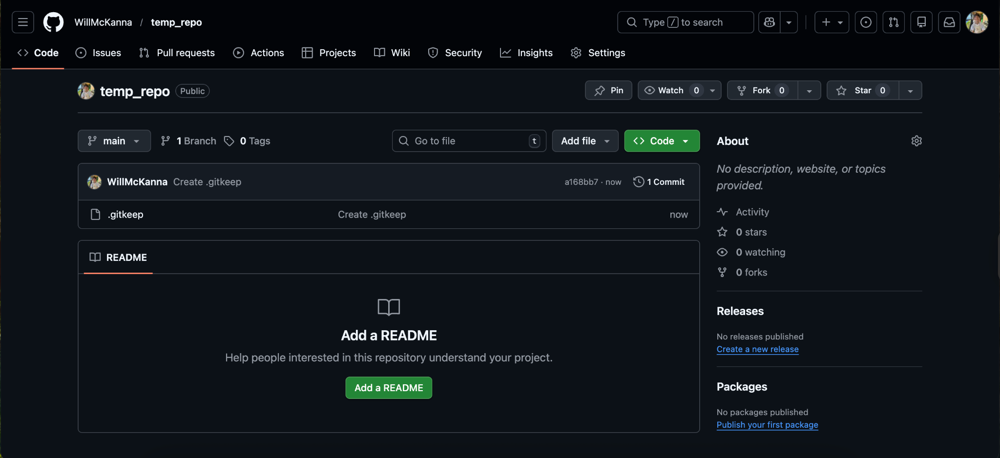 WillMcKanna / temp_repo
Type / to search
Code Issues Pull requests Actions Projects Wiki Security Insights Settings
temp_repo Public
Pin Watch 0 Fork 0 Star 0
main 1 Branch 0 Tags Go to file t Add file Code
WillMcKanna Create .gitkeep a168bb7 · now 1 Commit
.gitkeep Create .gitkeep now
README
Add a README
Help people interested in this repository understand your project.
Add a README
About
No description, website, or topics
provided.
Activity
0 stars
0 watching
0 forks
Releases
No releases published
Create a new release
Packages
No packages published
Publish your first package